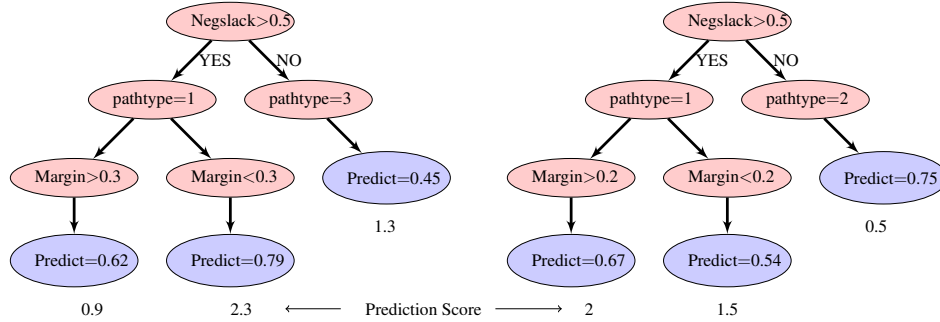 Negslack>0.5
YES
NO
pathtype=1
pathtype=3
Margin>0.3
Margin<0.3
Predict=0.45
1.3
Predict=0.62
Predict=0.79
0.9
2.3
Prediction Score
Negslack>0.5
YES
NO
pathtype=1
pathtype=2
Margin>0.2
Margin<0.2
Predict=0.75
0.5
Predict=0.67
Predict=0.54
2
1.5